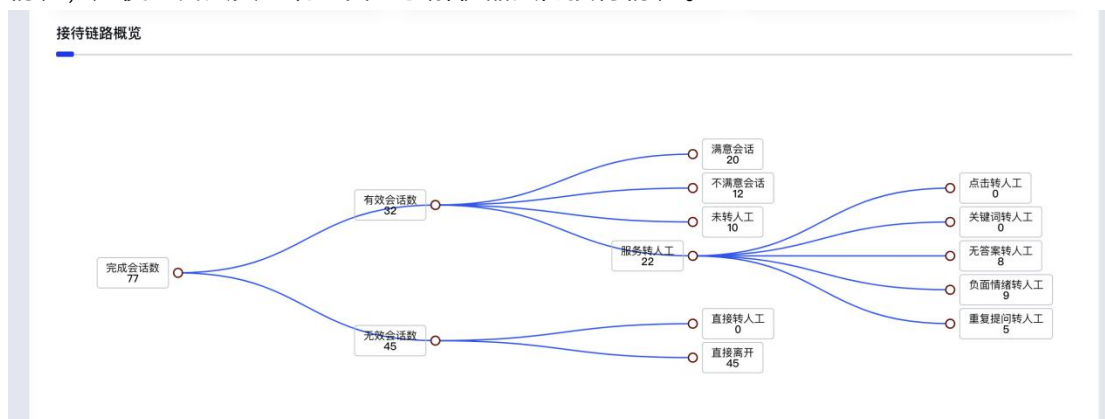 接待链路概览
满意会话
20
不满意会话
12
未转人工
10
服务转人工
22
有效会话数
32
点击转人工
0
关键词转人工
0
无答案转人工
8
负面情绪转人工
9
重复提问转人工
5
完成会话数
77
无效会话数
45
直接转人工
0
直接离开
45